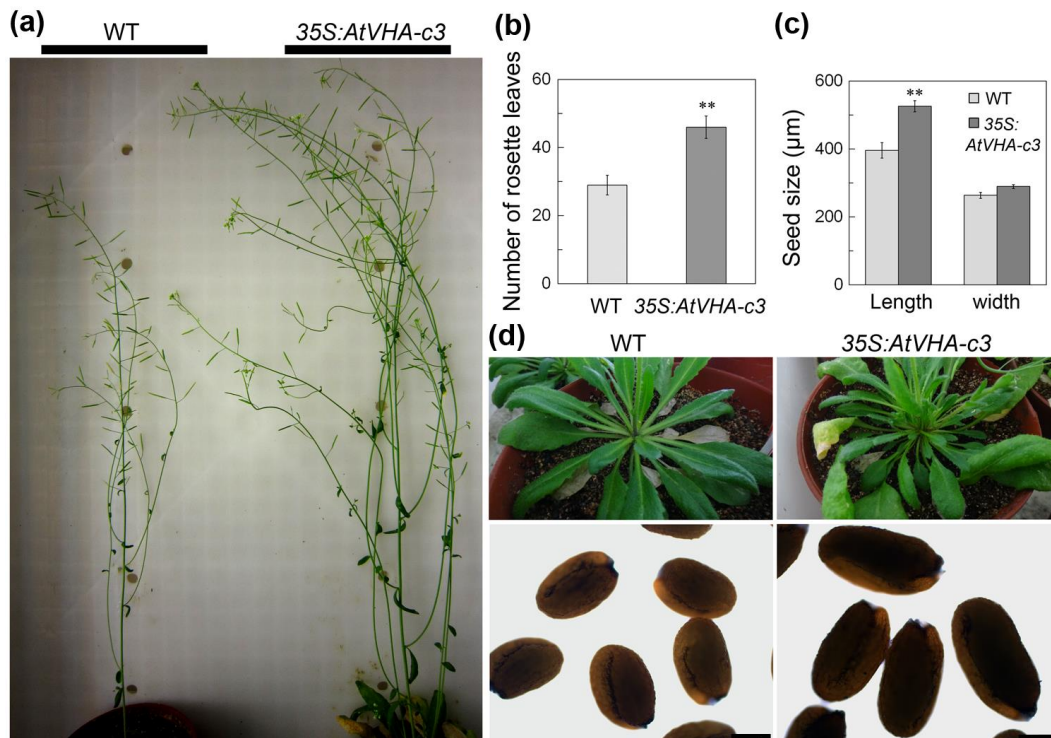 (a)
WT
35S:AtVHA-c3
(b)
Number of rosette leaves
60
40
20
0
**
WT
35S:AtVHA-c3
(c)
Seed size (µm)
600
400
200
0
**
WT
35S:
AtVHA-c3
Length
width
(d)
WT
35S:AtVHA-c3